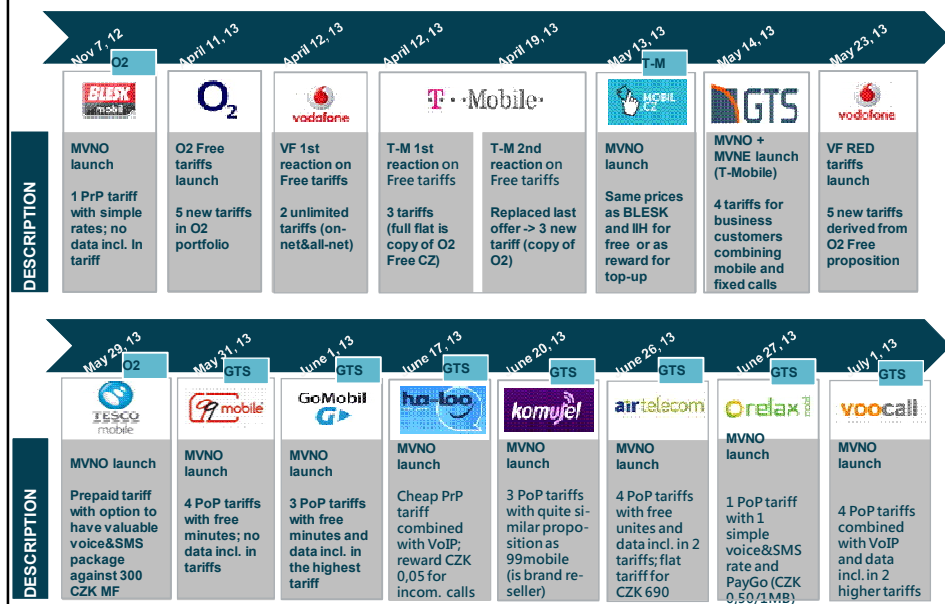 Nov 7, 12
April 11, 13
April 12, 13
April 12, 13
April 19, 13
May 13, 13
May 14, 13
May 23, 13
O2
T-M
BLESK
mobil
O2
vodafone
T··Mobile·
MOBIL
CZ
GTS
vodafone
DESCRIPTION
MVNO
launch
1 PrP tariff
with simple
rates; no
data incl. In
tariff
O2 Free
tariffs
launch
5 new tariffs
in O2
portfolio
VF 1st
reaction on
Free tariffs
2 unlimited
tariffs (on-
net&all-net)
T-M 1st
reaction on
Free tariffs
3 tariffs
(full flat is
copy of O2
Free CZ)
T-M 2nd
reaction on
Free tariffs
Replaced last
offer -> 3 new
tariff (copy of
O2)
MVNO
launch
Same prices
as BLESK
and IIH for
free or as
reward for
top-up
MVNO +
MVNE launch
(T-Mobile)
4 tariffs for
business
customers
combining
mobile and
fixed calls
VF RED
tariffs
launch
5 new tariffs
derived from
O2 Free
proposition
May 29, 13
May 31, 13
June 1, 13
June 17, 13
June 20, 13
June 26, 13
June 27, 13
July 1, 13
O2
GTS
GTS
GTS
GTS
GTS
GTS
GTS
TESCO
mobile
99 mobile
GoMobil
G
ha-loo
komujel
air telecom
relax
voocall
DESCRIPTION
MVNO launch
Prepaid tariff
with option to
have valuable
voice&SMS
package
against 300
CZK MF
MVNO
launch
4 PoP tariffs
with free
minutes; no
data incl. in
tariffs
MVNO
launch
3 PoP tariffs
with free
minutes and
data incl. in
the highest
tariff
MVNO
launch
Cheap PrP
tariff
combined
with VoIP;
reward CZK
0,05 for
incom. calls
MVNO
launch
3 PoP tariffs
with quite si-
milar propo-
sition as
99mobile
(is brand re-
seller)
MVNO
launch
4 PoP tariffs
with free
unites and
data incl. in 2
tariffs; flat
tariff for
CZK 690
MVNO
launch
1 PoP tariff
with 1
simple
voice&SMS
rate and
PayGo (CZK
0,50/1MB)
MVNO
launch
4 PoP tariffs
combined
with VoIP
and data
incl. in 2
higher tariffs